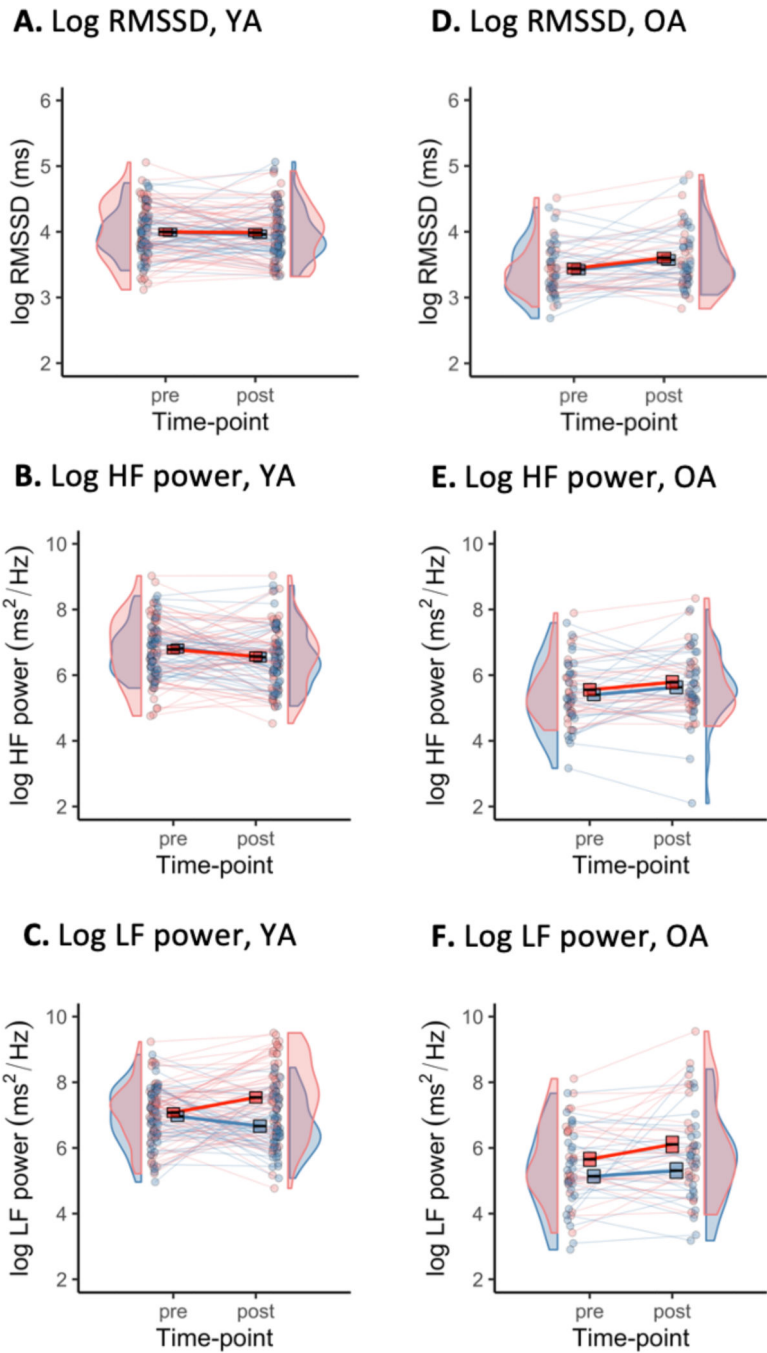 A. Log RMSSD, YA
log RMSSD (ms)
6
5
4
3
2
pre post
Time-point
D. Log RMSSD, OA
log RMSSD (ms)
6
5
4
3
2
pre post
Time-point
B. Log HF power, YA
log HF power (ms²/Hz)
10
8
6
4
2
pre post
Time-point
E. Log HF power, OA
log HF power (ms²/Hz)
10
8
6
4
2
pre post
Time-point
C. Log LF power, YA
log LF power (ms²/Hz)
10
8
6
4
2
pre post
Time-point
F. Log LF power, OA
log LF power (ms²/Hz)
10
8
6
4
2
pre post
Time-point